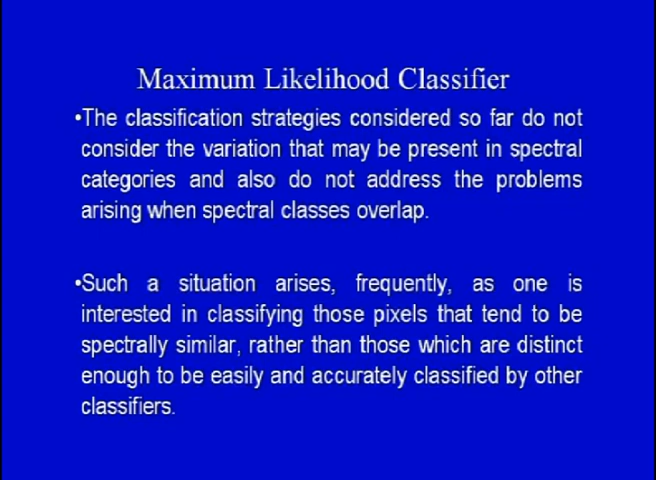 Maximum Likelihood Classifier
•The classification strategies considered so far do not
consider the variation that may be present in spectral
categories and also do not address the problems
arising when spectral classes overlap.
•Such a situation arises, frequently, as one is
interested in classifying those pixels that tend to be
spectrally similar, rather than those which are distinct
enough to be easily and accurately classified by other
classifiers.